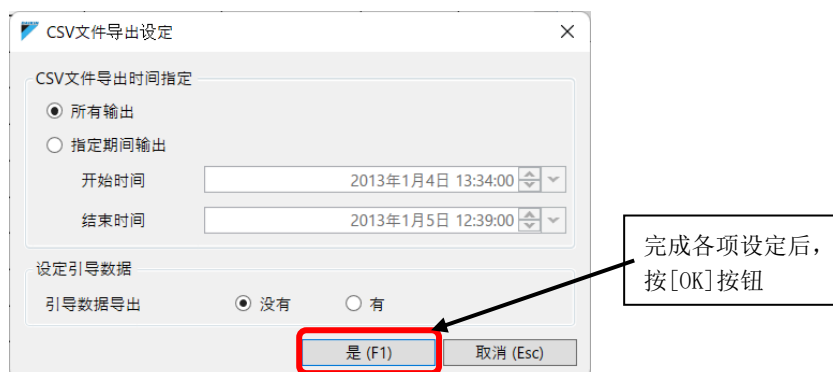 CSV文件导出设定
CSV文件导出时间指定
所有输出
指定期间输出
开始时间 2013年1月4日 13:34:00
结束时间 2013年1月5日 12:39:00
设定引导数据
引导数据导出 没有 有
是 (F1) 取消 (Esc)
完成各项设定后，
按[OK]按钮